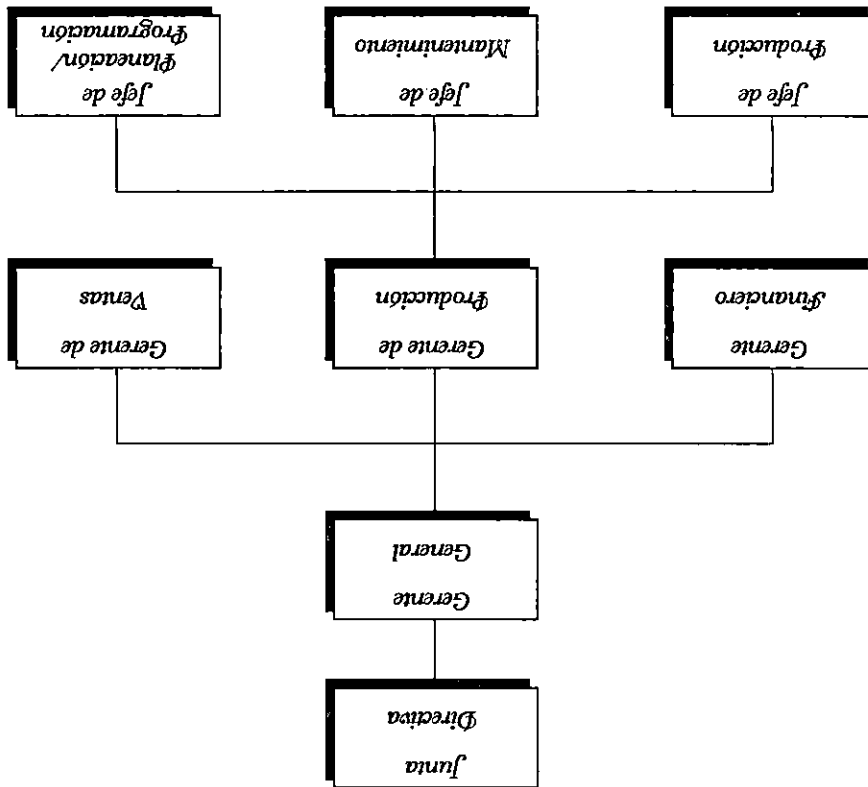 Junta
Directiva
Gerente
General
Gerente
Financiero
Gerente de
Producción
Gerente de
Ventas
Jefe de
Producción
Jefe de
Mantenimiento
Jefe de
Planeación/
Programación